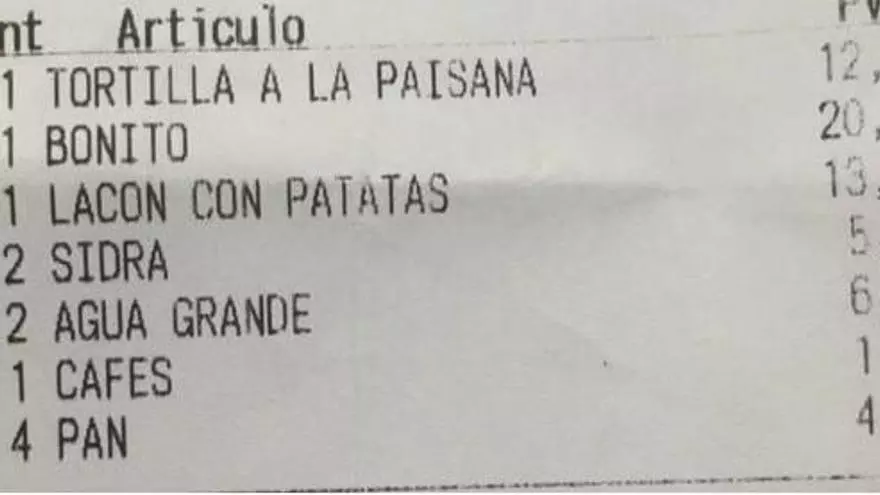 nt Articulo PV
1 TORTILLA A LA PAISANA 12,
1 BONITO 20,
1 LACON CON PATATAS 13,
2 SIDRA 5
2 AGUA GRANDE 6
1 CAFES 1
4 PAN 4